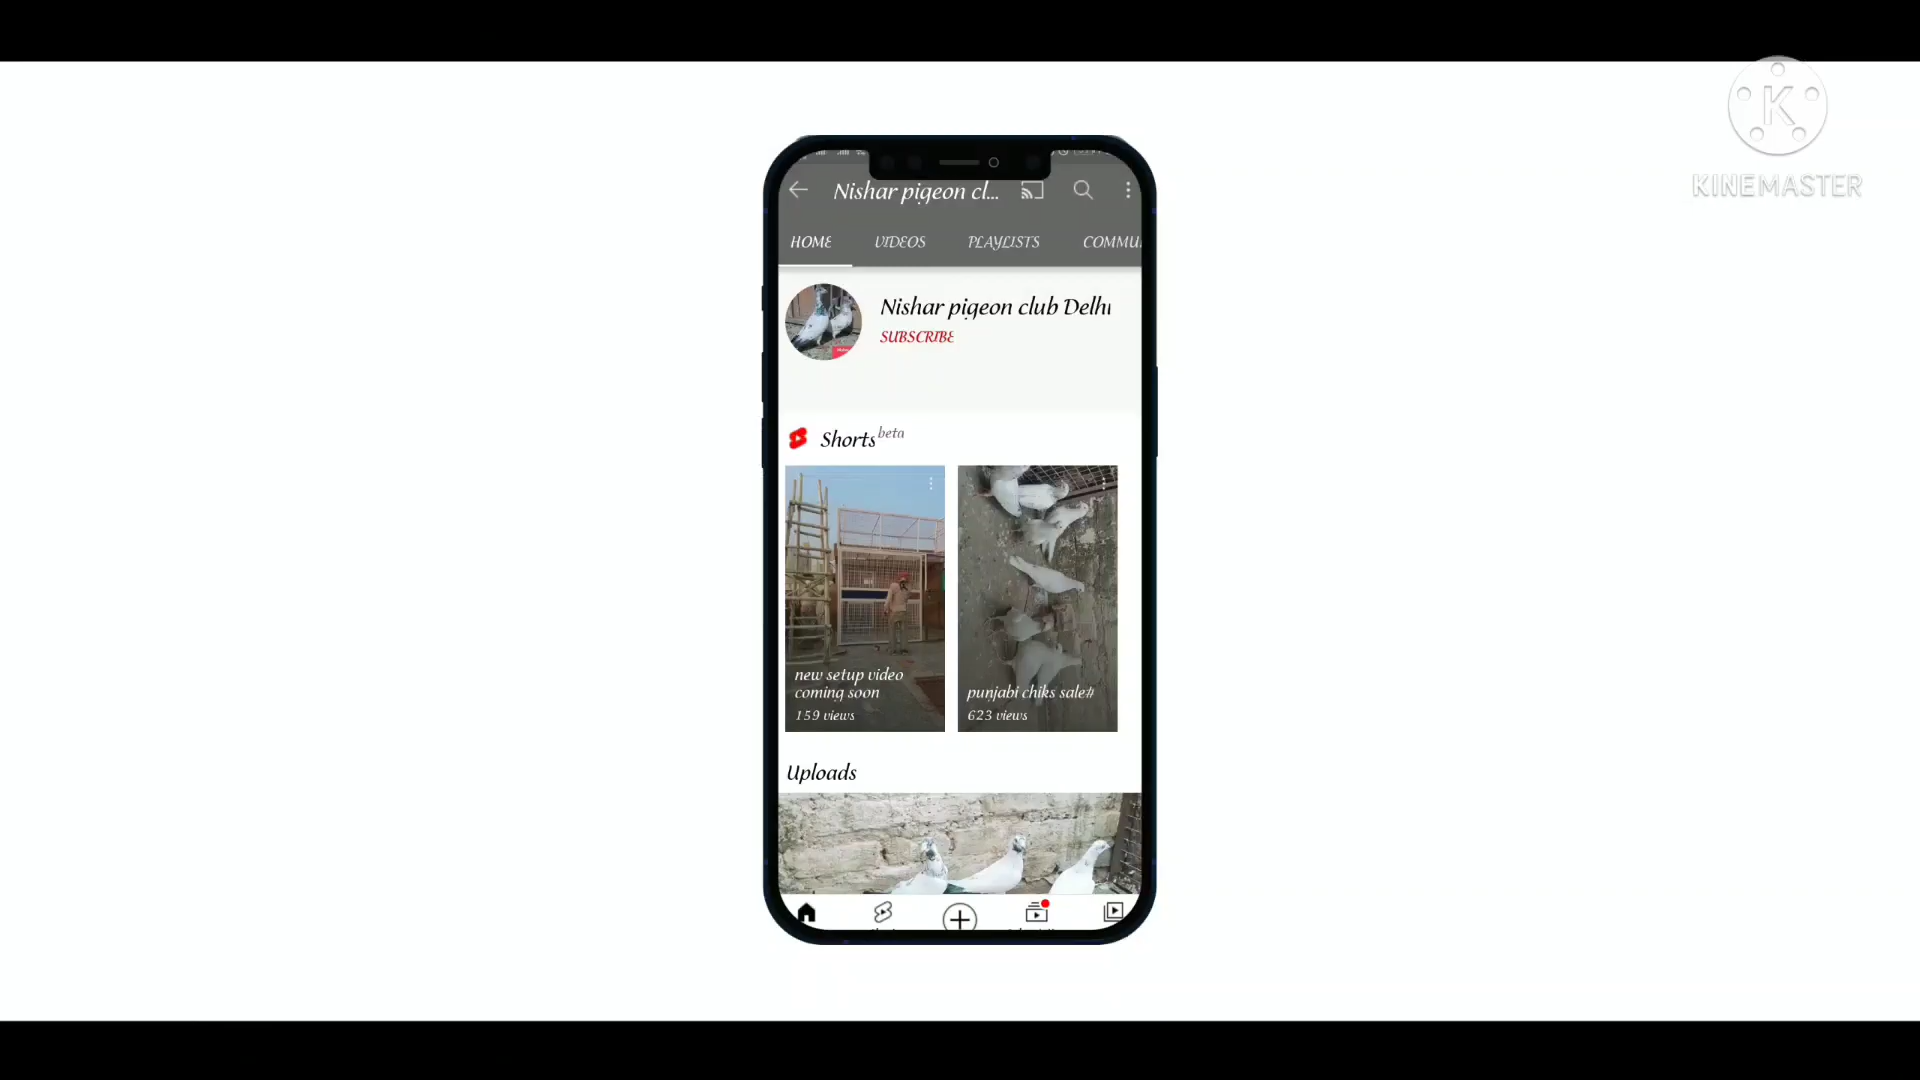 K
KINEMASTER
Nishar pigeon cl...
HOME VIDEOS PLAYLISTS COMMU
Nishar pigeon club Delhi
SUBSCRIBE
Shorts beta
new setup video
coming soon
159 views
punjabi chiks sale#
623 views
Uploads